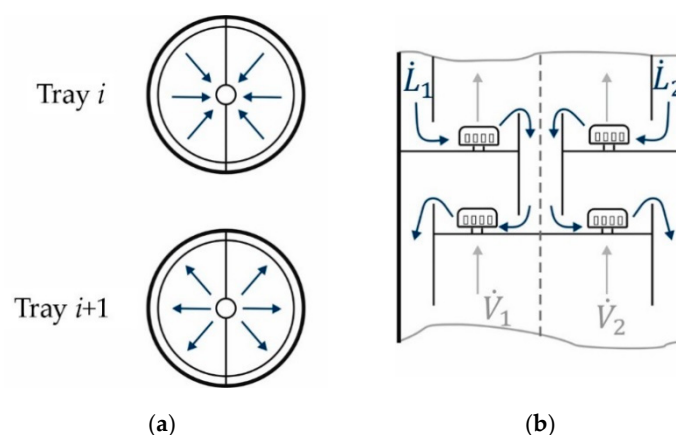 Tray i
Tray i+1
L̇₁
L̇₂
V̇₁
V̇₂
(a)
(b)